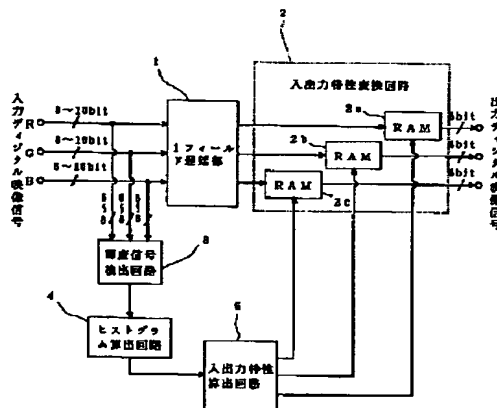 2
1
入出力特性変換回路
入力ディジタル映像信号
R
8～10bit
G
8～10bit
B
1フィールド遅延部
2a
RAM
2b
RAM
RAM
2c
8bit
8bit
8bit
出力ディジタル映像信号
輝度信号検出回路
3
4
ヒストグラム算出回路
入出力特性算出回路